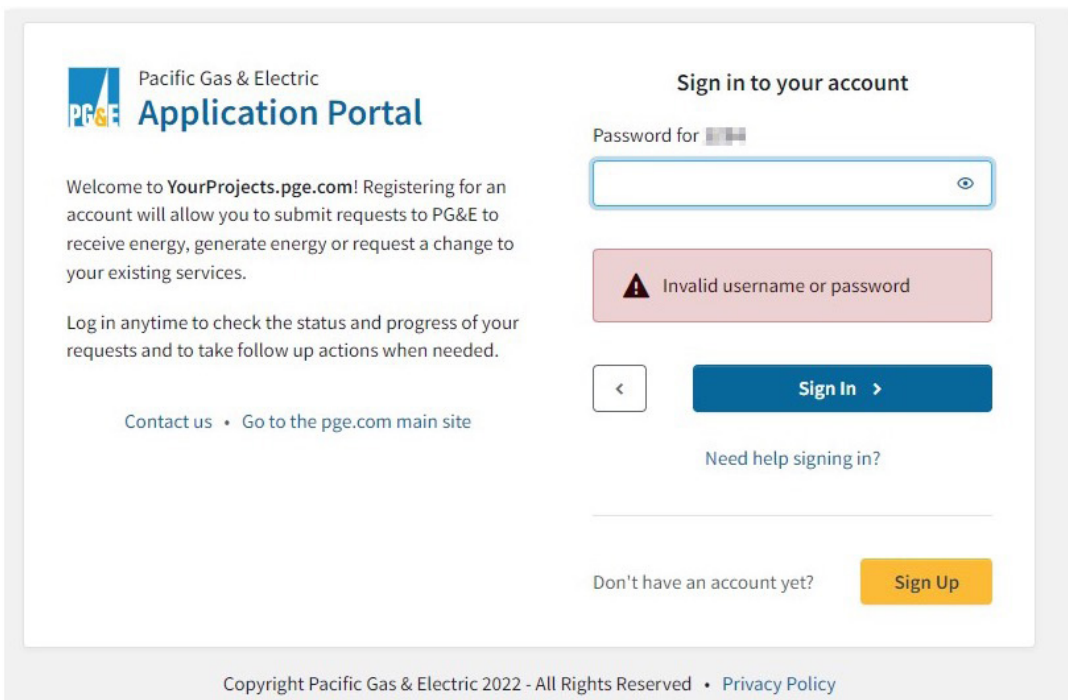 Pacific Gas & Electric
PG&E Application Portal
Welcome to YourProjects.pge.com! Registering for an
account will allow you to submit requests to PG&E to
receive energy, generate energy or request a change to
your existing services.
Log in anytime to check the status and progress of your
requests and to take follow up actions when needed.
Contact us • Go to the pge.com main site
Sign in to your account
Password for
Invalid username or password
Sign In
Need help signing in?
Don't have an account yet? Sign Up
Copyright Pacific Gas & Electric 2022 - All Rights Reserved • Privacy Policy